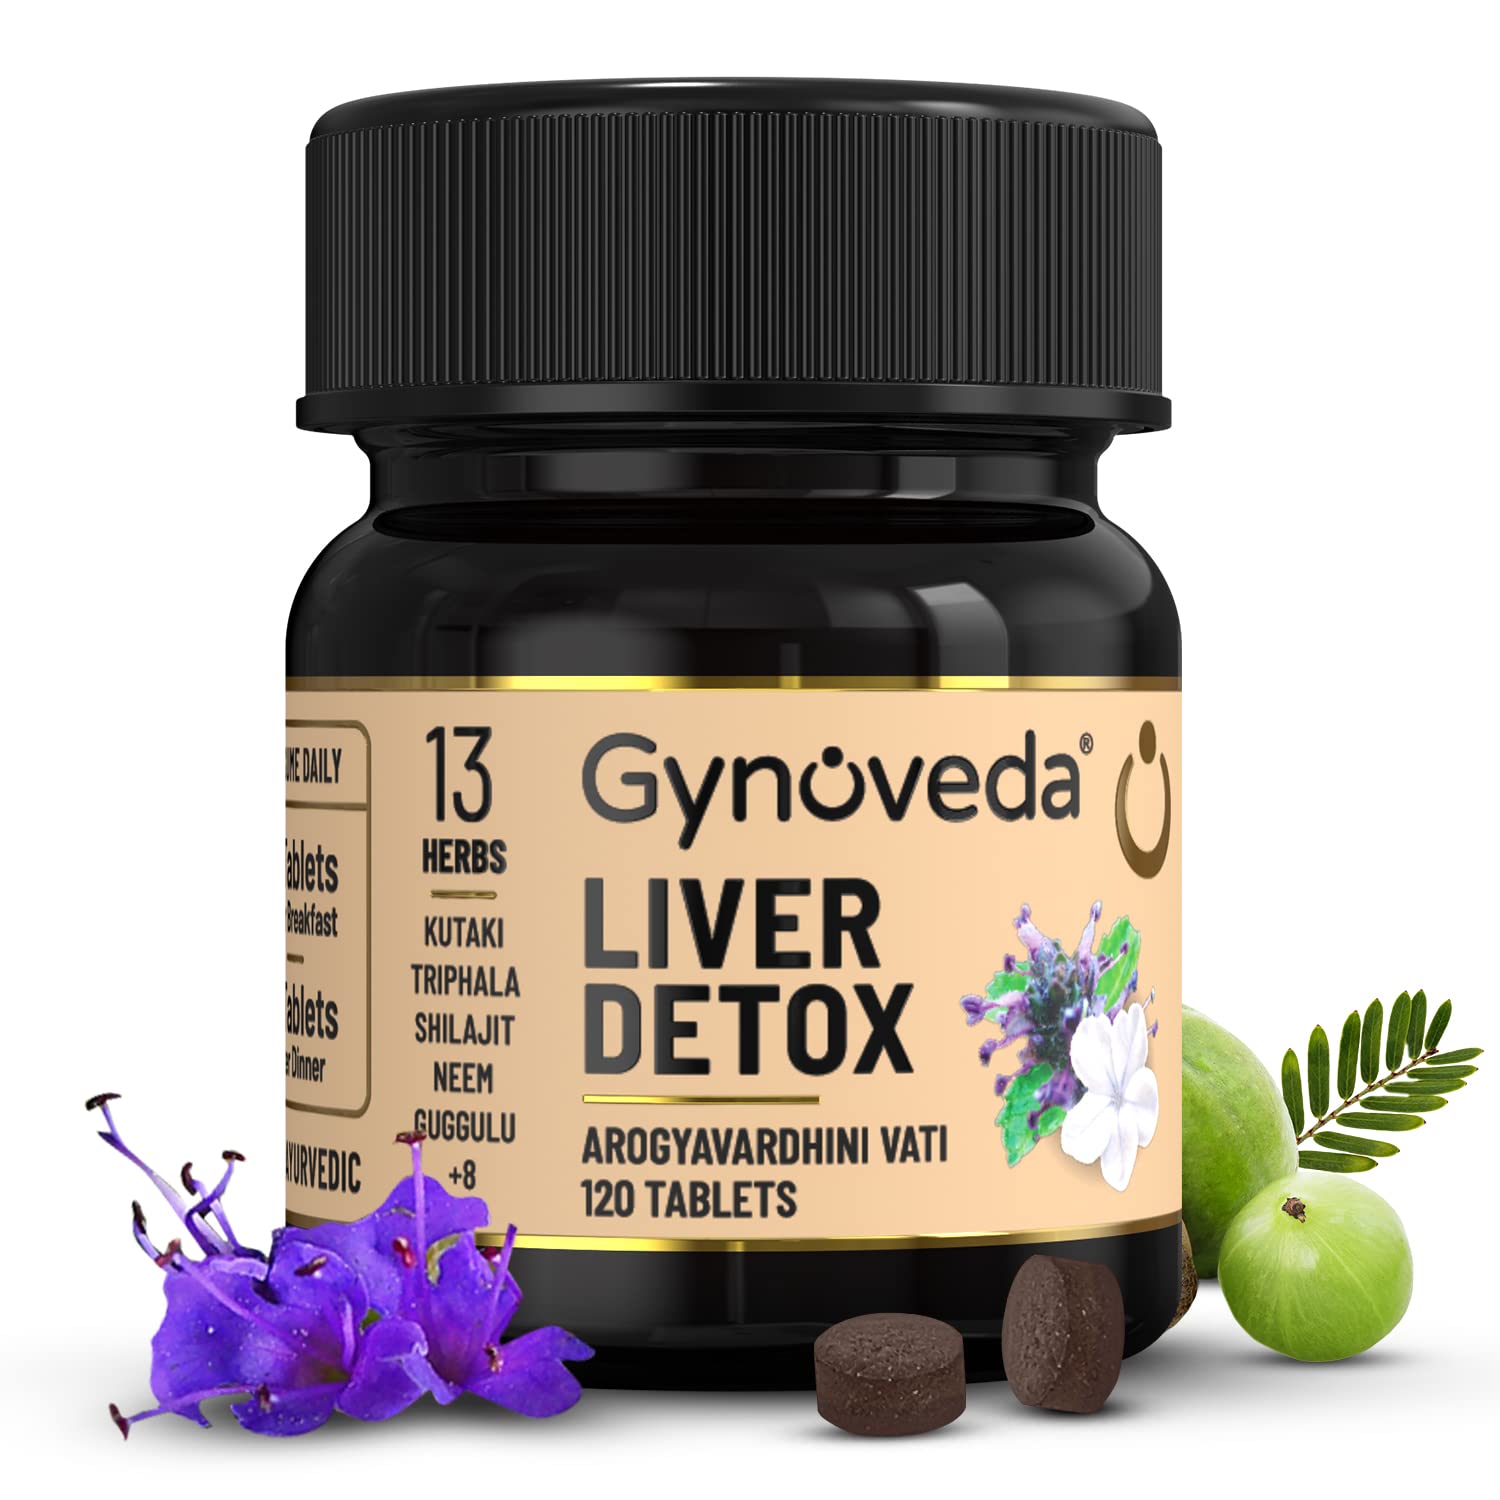 DAILY
Tablets
Breakfast
Tablets
Dinner
AYURVEDIC
13
HERBS
KUTAKI
TRIPHALA
SHILAJIT
NEEM
GUGGULU
+8
Gynoveda®
LIVER
DETOX
AROGYAVARDHINI VATI
120 TABLETS